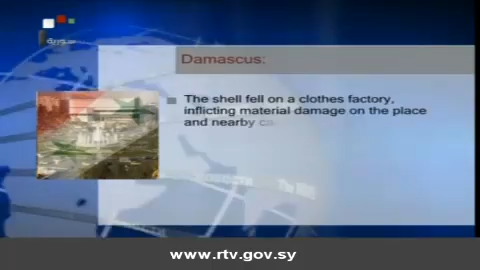 سورية
Damascus:
The shell fell on a clothes factory,
inflicting material damage on the place
and nearby
www.rtv.gov.sy